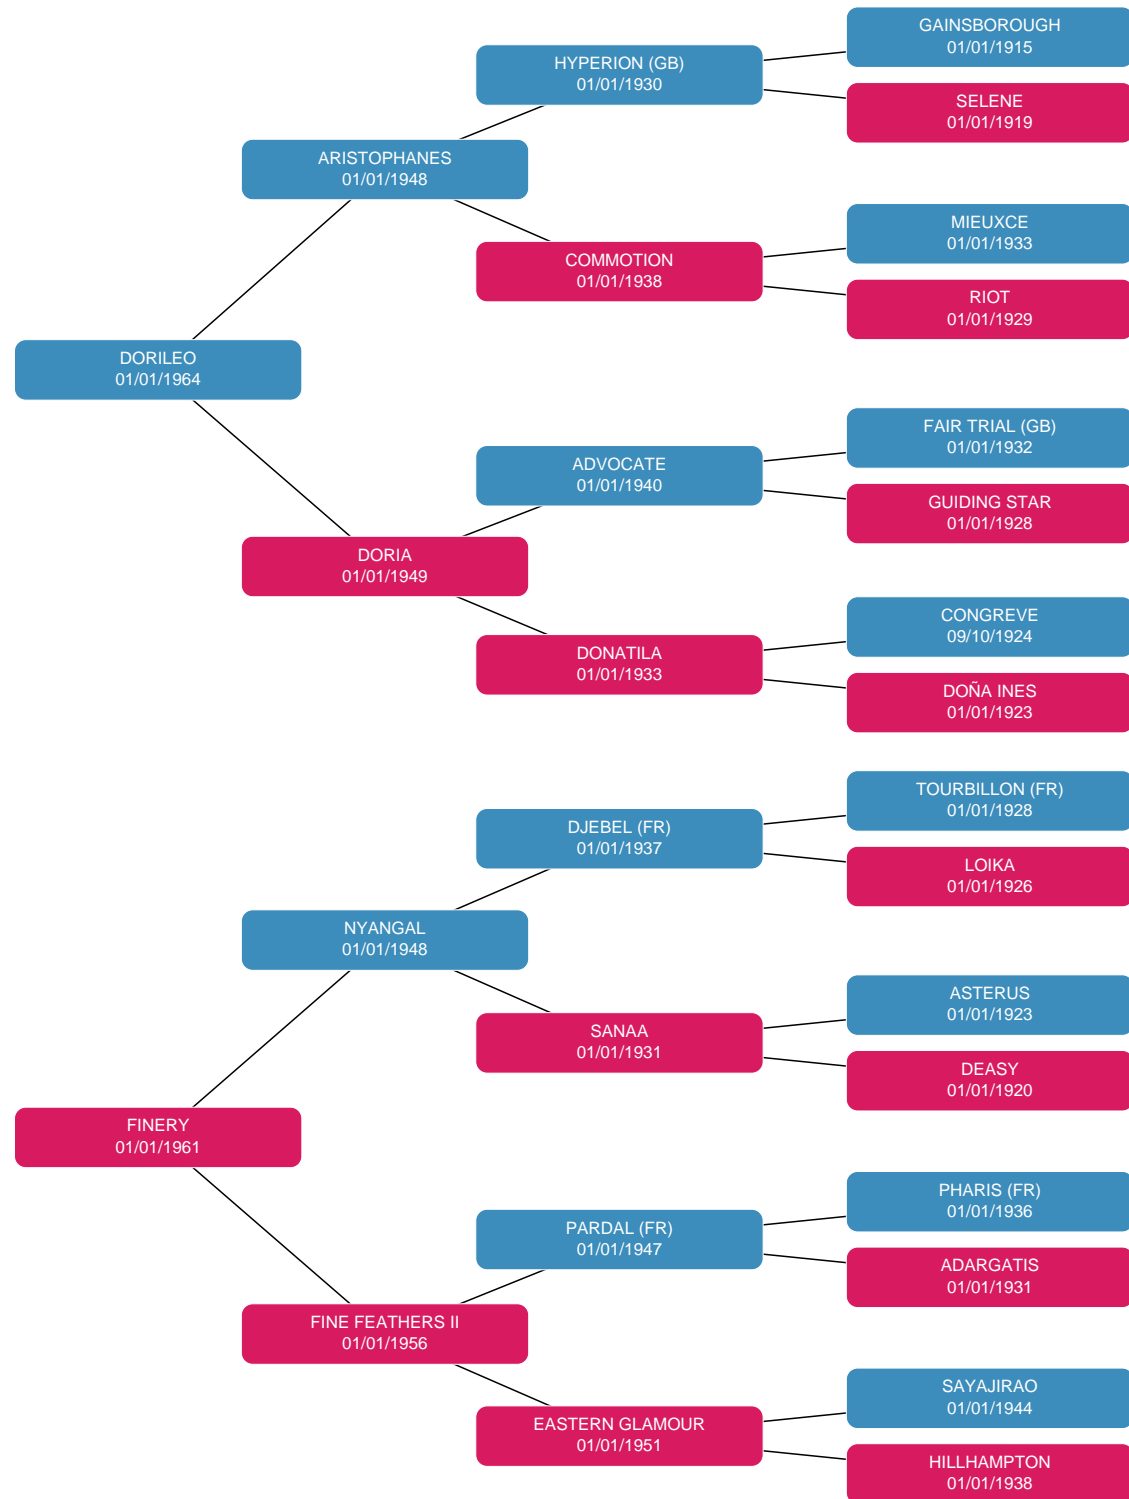 GAINSBOROUGH
01/01/1915
HYPERION (GB)
01/01/1930
SELENE
01/01/1919
ARISTOPHANES
01/01/1948
MIEUXCE
01/01/1933
COMMOTION
01/01/1938
RIOT
01/01/1929
DORILEO
01/01/1964
FAIR TRIAL (GB)
01/01/1932
ADVOCATE
01/01/1940
GUIDING STAR
01/01/1928
DORIA
01/01/1949
CONGREVE
09/10/1924
DONATILA
01/01/1933
DOÑA INES
01/01/1923
TOURBILLON (FR)
01/01/1928
DJEBEL (FR)
01/01/1937
LOIKA
01/01/1926
NYANGAL
01/01/1948
ASTERUS
01/01/1923
SANAA
01/01/1931
DEASY
01/01/1920
FINERY
01/01/1961
PHARIS (FR)
01/01/1936
PARDAL (FR)
01/01/1947
ADARGATIS
01/01/1931
FINE FEATHERS II
01/01/1956
SAYAJIRAO
01/01/1944
EASTERN GLAMOUR
01/01/1951
HILLHAMPTON
01/01/1938